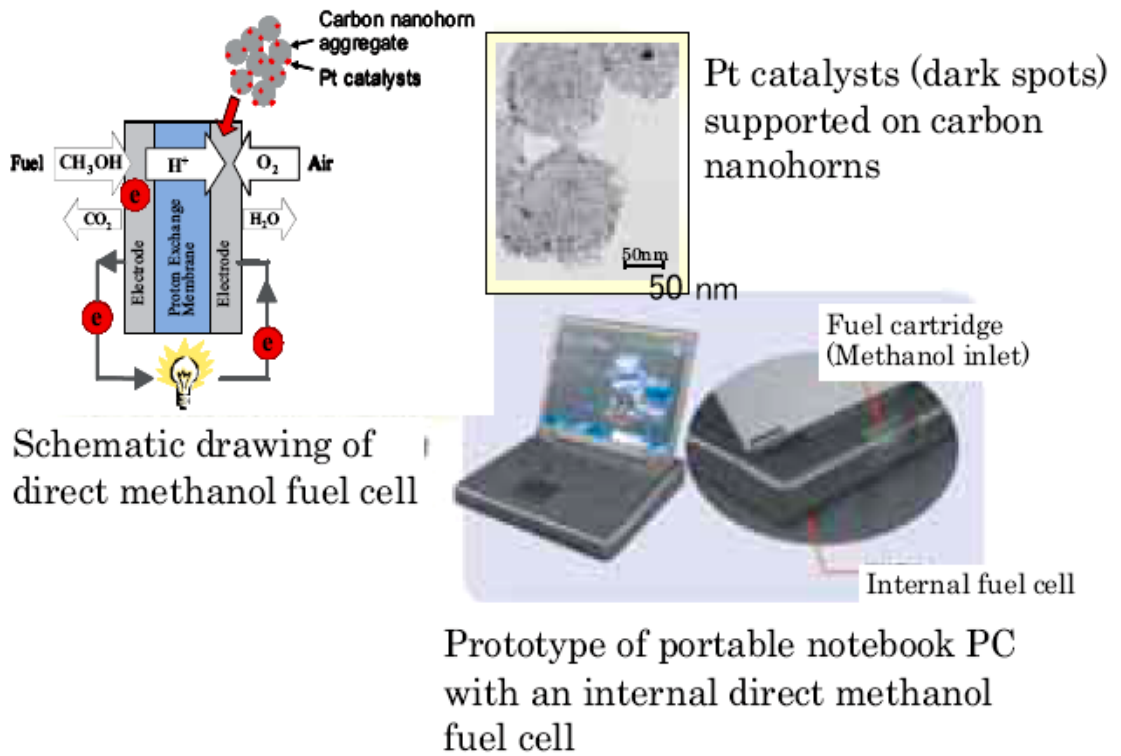 Carbon nanohorn
aggregate
Pt catalysts
Fuel
CH₃OH
H⁺
O₂
Air
e
CO₂
H₂O
Electrode
Proton Exchange
Membrane
Electrode
e
e
Schematic drawing of
direct methanol fuel cell
50nm
50 nm
Pt catalysts (dark spots)
supported on carbon
nanohorns
Fuel cartridge
(Methanol inlet)
Internal fuel cell
Prototype of portable notebook PC
with an internal direct methanol
fuel cell